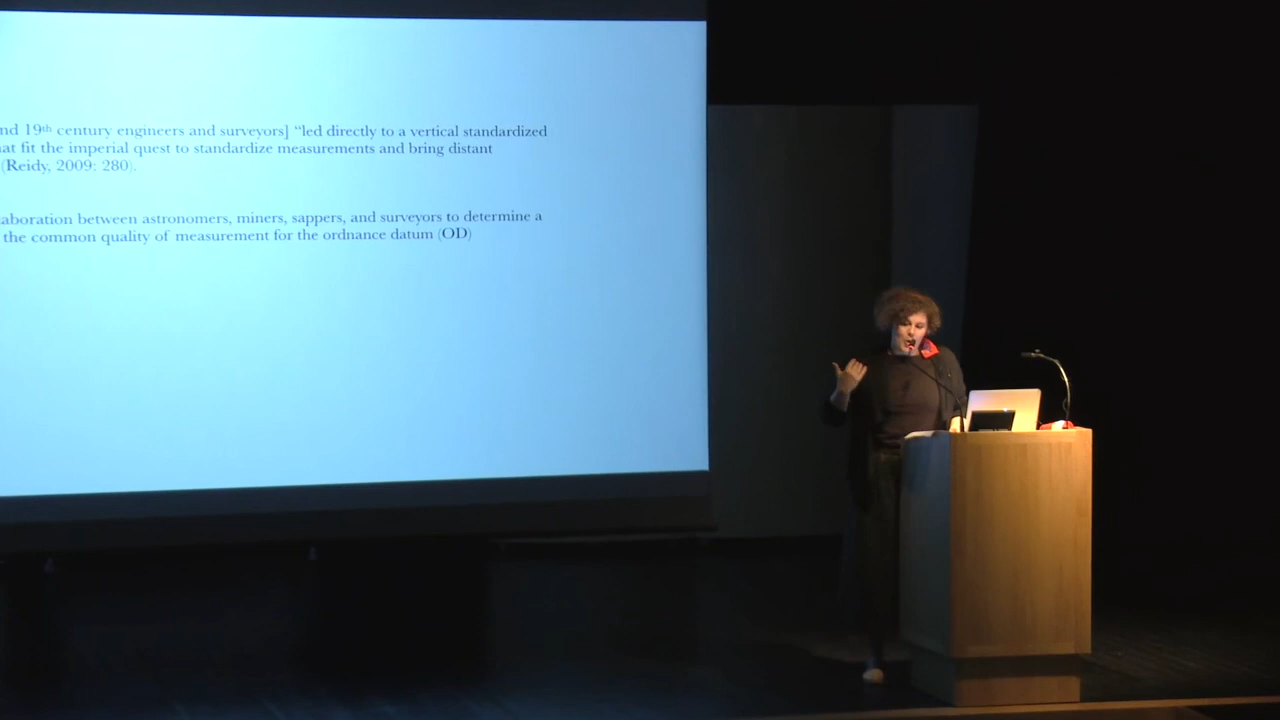 nd 19th century engineers and surveyors] “led directly to a vertical standardized
at fit the imperial quest to standardize measurements and bring distant
(Reidy, 2009: 280).
aboration between astronomers, miners, sappers, and surveyors to determine a
the common quality of measurement for the ordnance datum (OD)